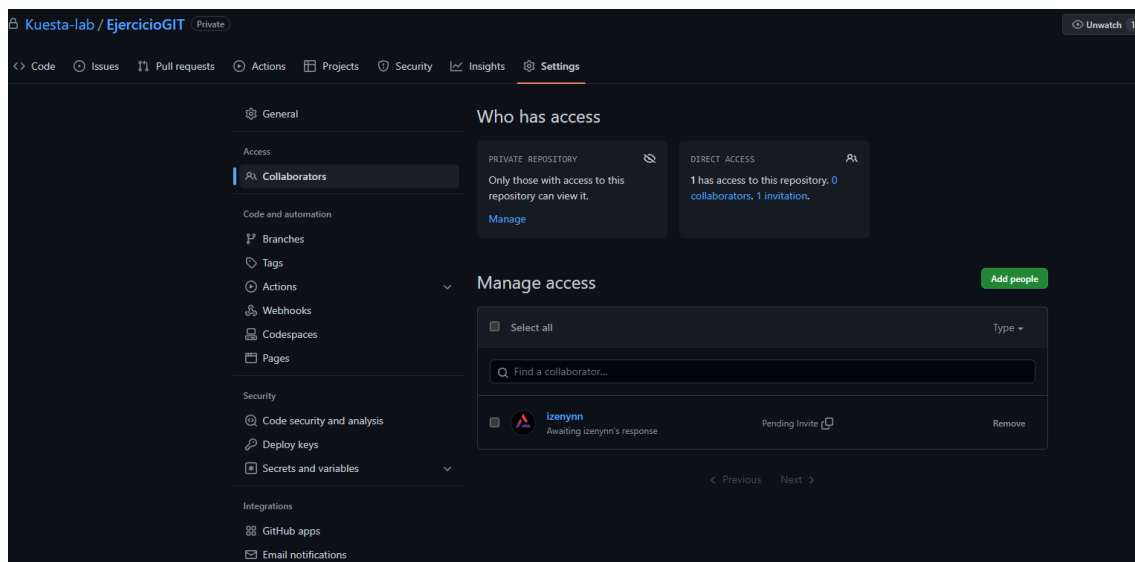 Kuesta-lab / EjercicioGIT Private
Unwatch 1
Code Issues Pull requests Actions Projects Security Insights Settings
General
Access
Collaborators
Code and automation
Branches
Tags
Actions
Webhooks
Codespaces
Pages
Security
Code security and analysis
Deploy keys
Secrets and variables
Integrations
GitHub apps
Email notifications
Who has access
PRIVATE REPOSITORY
Only those with access to this
repository can view it.
Manage
DIRECT ACCESS
1 has access to this repository. 0
collaborators. 1 invitation.
Manage access
Add people
Select all
Type
Find a collaborator...
izenynn
Awaiting izenynn's response
Pending Invite
Remove
Previous Next